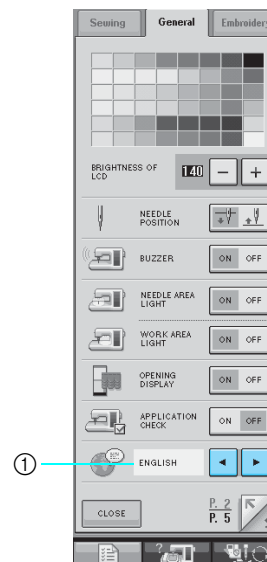 Sewing General Embroidery
BRIGHTNESS OF
LCD
140 − +
NEEDLE
POSITION
BUZZER
ON OFF
NEEDLE AREA
LIGHT
ON OFF
WORK AREA
LIGHT
ON OFF
OPENING
DISPLAY
ON OFF
APPLICATION
CHECK
ON OFF
① ENGLISH
CLOSE
P. 2
P. 5
?